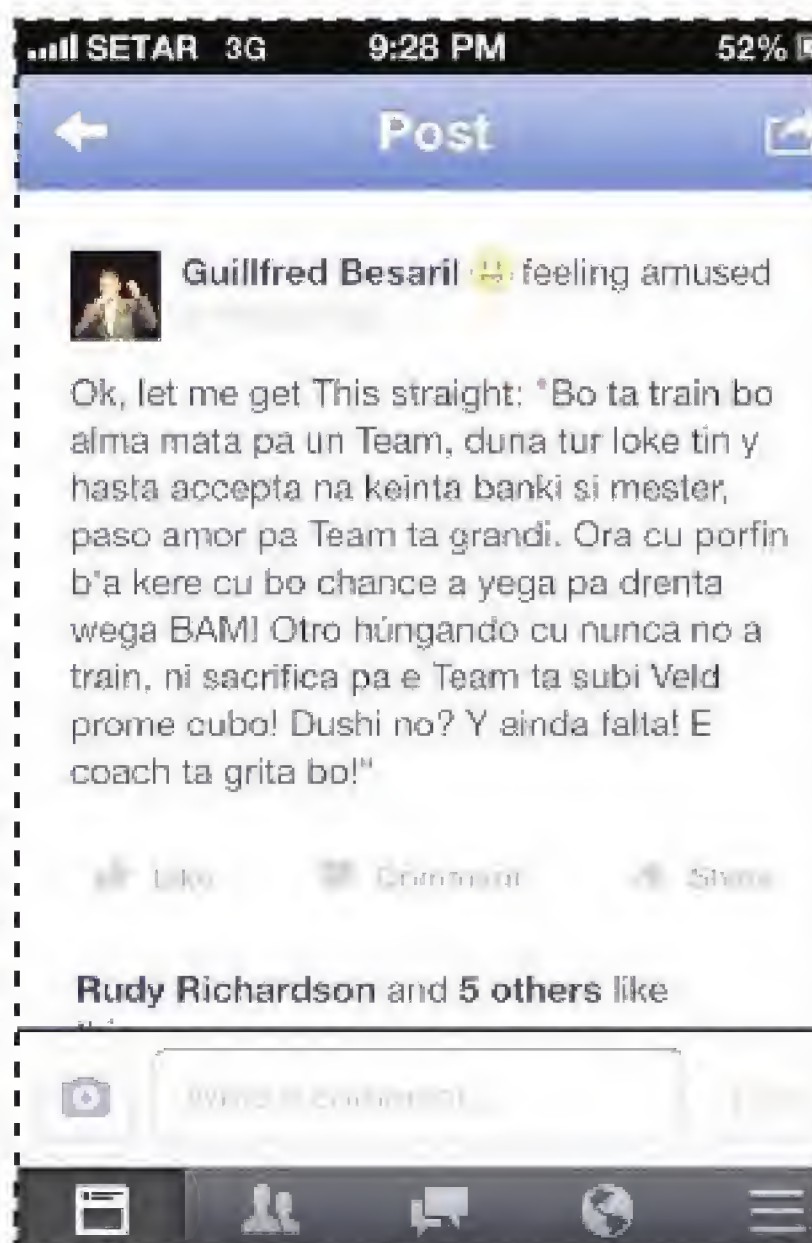 SETAR 3G 9:28 PM 52%
Post
Guillfred Besaril feeling amused
Ok, let me get This straight: "Bo ta train bo
alma mata pa un Team, duna tur loke tin y
hasta accepta na keinta banki si mester,
paso amor pa Team ta grandi. Ora cu porfin
b'a kere cu bo chance a yega pa drenta
wega BAM! Otro húngando cu nunca no a
train, ni sacrifica pa e Team ta subi Veld
prome cubo! Dushi no? Y ainda falta! E
coach ta grita bo!"
Like Comment Share
Rudy Richardson and 5 others like
Write a comment...